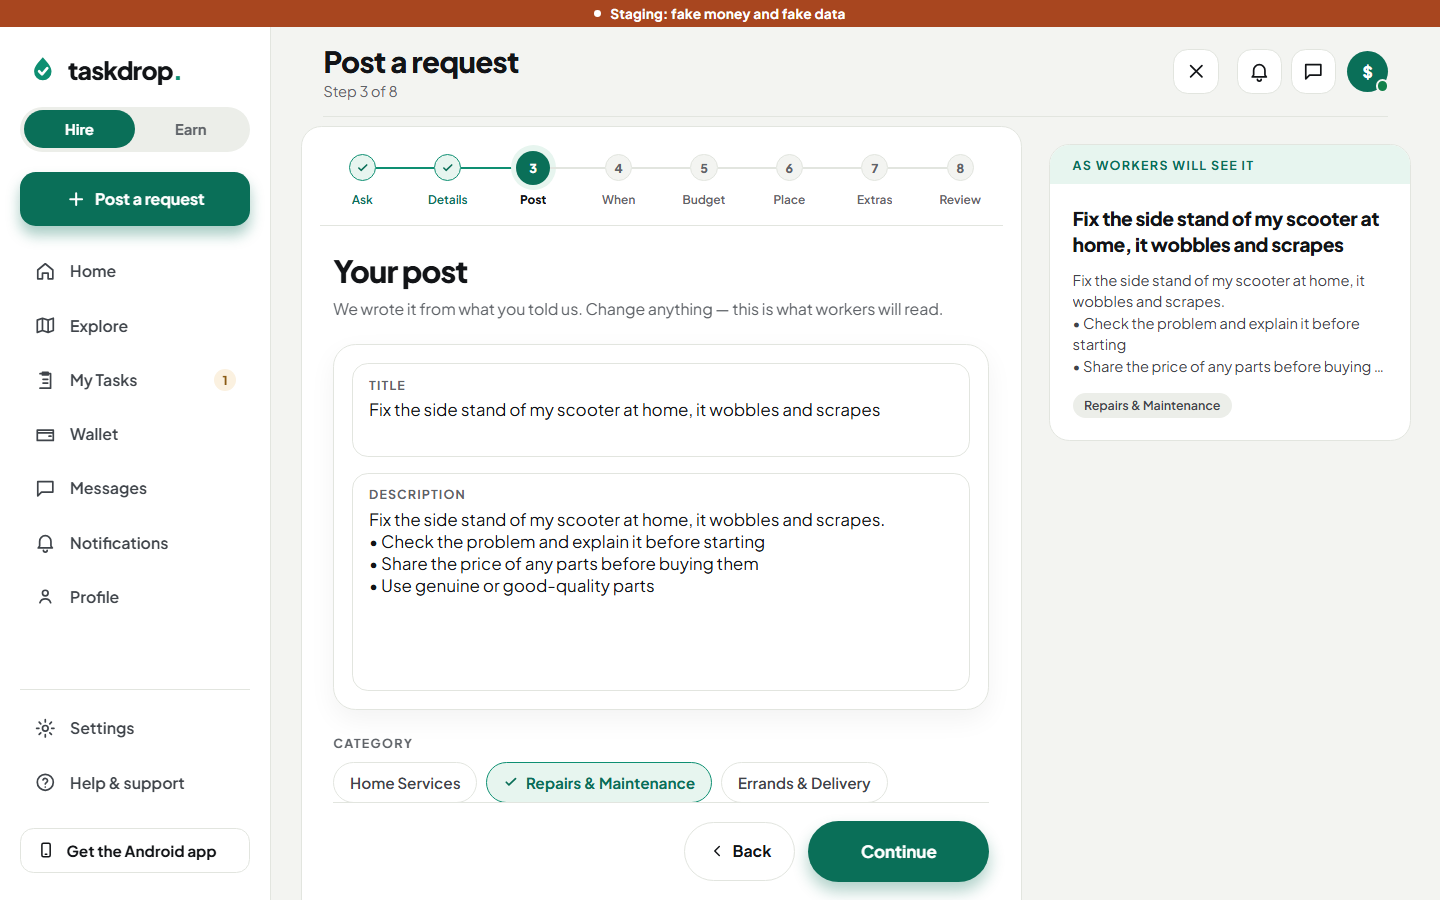 Staging: fake money and fake data
taskdrop.
Hire
Earn
Post a request
Home
Explore
My Tasks
1
Wallet
Messages
Notifications
Profile
Settings
Help & support
Get the Android app
Post a request
Step 3 of 8
$
3
4
5
6
7
8
Ask
Details
Post
When
Budget
Place
Extras
Review
Your post
We wrote it from what you told us. Change anything — this is what workers will read.
TITLE
Fix the side stand of my scooter at home, it wobbles and scrapes
DESCRIPTION
Fix the side stand of my scooter at home, it wobbles and scrapes.
• Check the problem and explain it before starting
• Share the price of any parts before buying them
• Use genuine or good-quality parts
CATEGORY
Home Services
Repairs & Maintenance
Errands & Delivery
Back
Continue
AS WORKERS WILL SEE IT
Fix the side stand of my scooter at
home, it wobbles and scrapes
Fix the side stand of my scooter at home, it
wobbles and scrapes.
• Check the problem and explain it before
starting
• Share the price of any parts before buying ...
Repairs & Maintenance